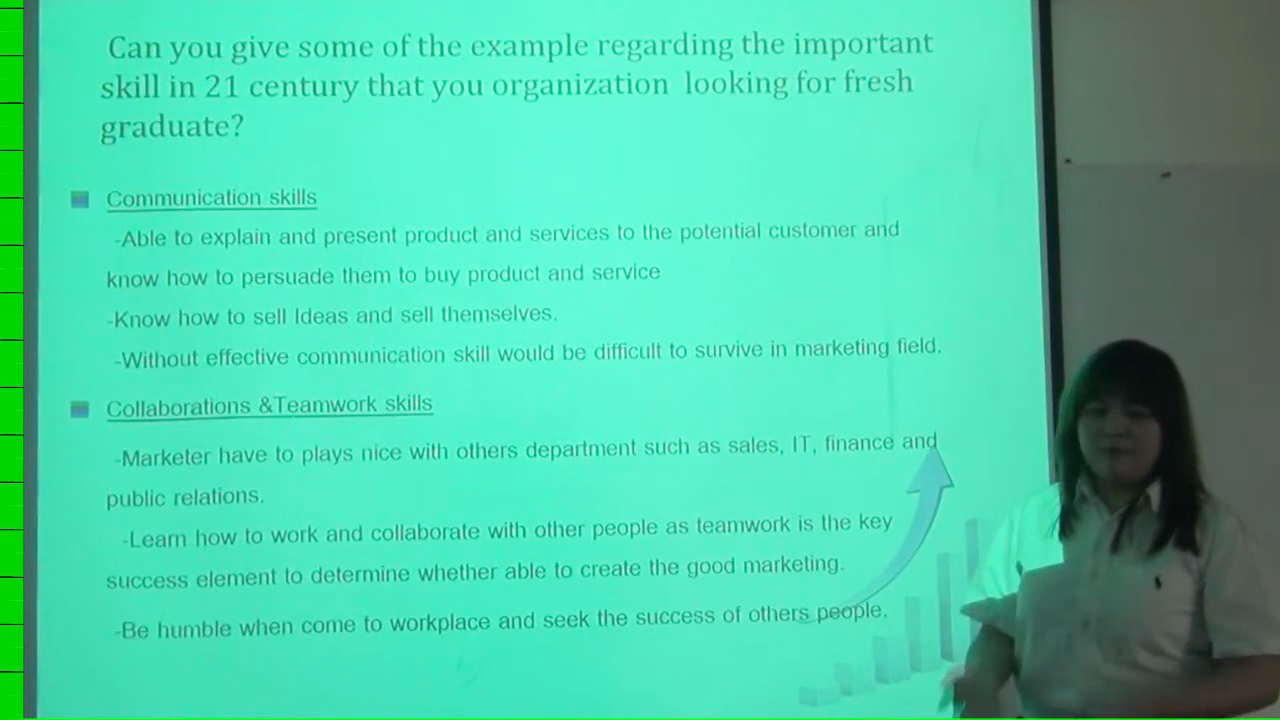 Can you give some of the example regarding the important
skill in 21 century that you organization looking for fresh
graduate?
Communication skills
-Able to explain and present product and services to the potential customer and
know how to persuade them to buy product and service
-Know how to sell Ideas and sell themselves.
-Without effective communication skill would be difficult to survive in marketing field.
Collaborations &Teamwork skills
-Marketer have to plays nice with others department such as sales, IT, finance and
public relations.
-Learn how to work and collaborate with other people as teamwork is the key
success element to determine whether able to create the good marketing.
-Be humble when come to workplace and seek the success of others people.